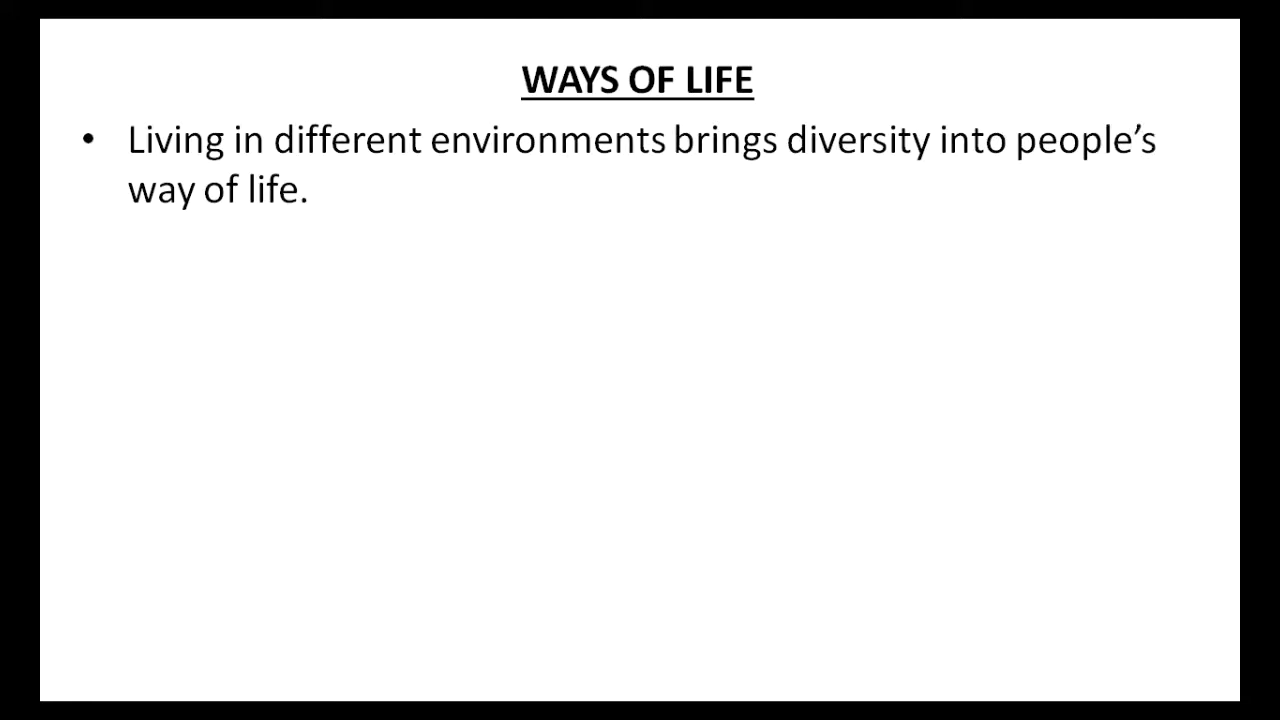 WAYS OF LIFE
• Living in different environments brings diversity into people’s
way of life.